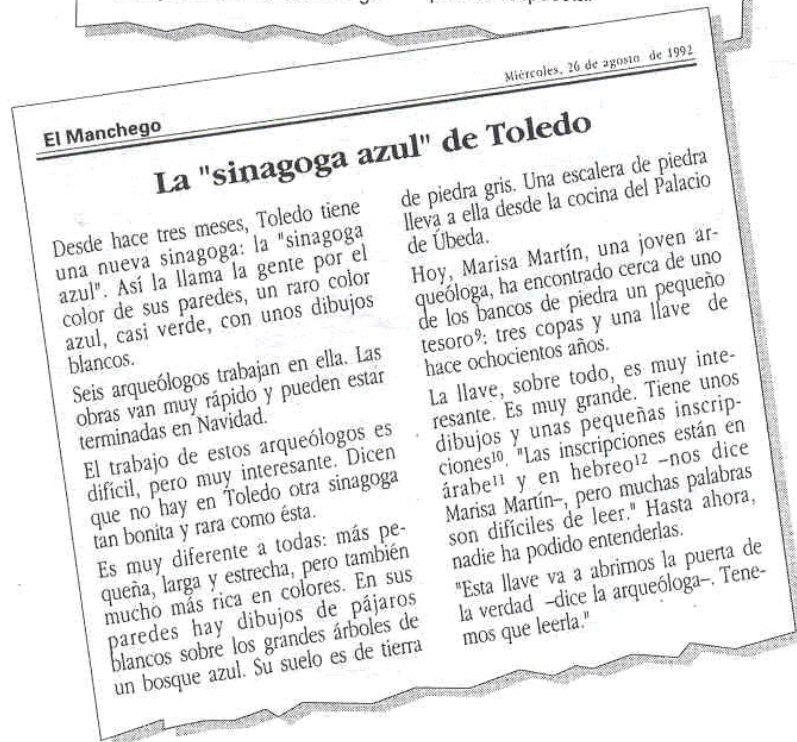 El Manchego
Miércoles, 26 de agosto de 1992
La "sinagoga azul" de Toledo
Desde hace tres meses, Toledo tiene
una nueva sinagoga: la "sinagoga
azul". Así la llama la gente por el
color de sus paredes, un raro color
azul, casi verde, con unos dibujos
blancos.
Seis arqueólogos trabajan en ella. Las
obras van muy rápido y pueden estar
terminadas en Navidad.
El trabajo de estos arqueólogos es
difícil, pero muy interesante. Dicen
que no hay en Toledo otra sinagoga
tan bonita y rara como ésta.
Es muy diferente a todas: más pe-
queña, larga y estrecha, pero también
mucho más rica en colores. En sus
paredes hay dibujos de pájaros
blancos sobre los grandes árboles de
un bosque azul. Su suelo es de tierra
de piedra gris. Una escalera de piedra
lleva a ella desde la cocina del Palacio
de Úbeda.
Hoy, Marisa Martín, una joven ar-
queóloga, ha encontrado cerca de uno
de los bancos de piedra un pequeño
tesoro⁹: tres copas y una llave de
hace ochocientos años.
La llave, sobre todo, es muy inte-
resante. Es muy grande. Tiene unos
dibujos y unas pequeñas inscrip-
ciones¹⁰. "Las inscripciones están en
árabe¹¹ y en hebreo¹² –nos dice
Marisa Martín–, pero muchas palabras
son difíciles de leer." Hasta ahora,
nadie ha podido entenderlas.
"Esta llave va a abrirnos la puerta de
la verdad –dice la arqueóloga–. Tene-
mos que leerla."